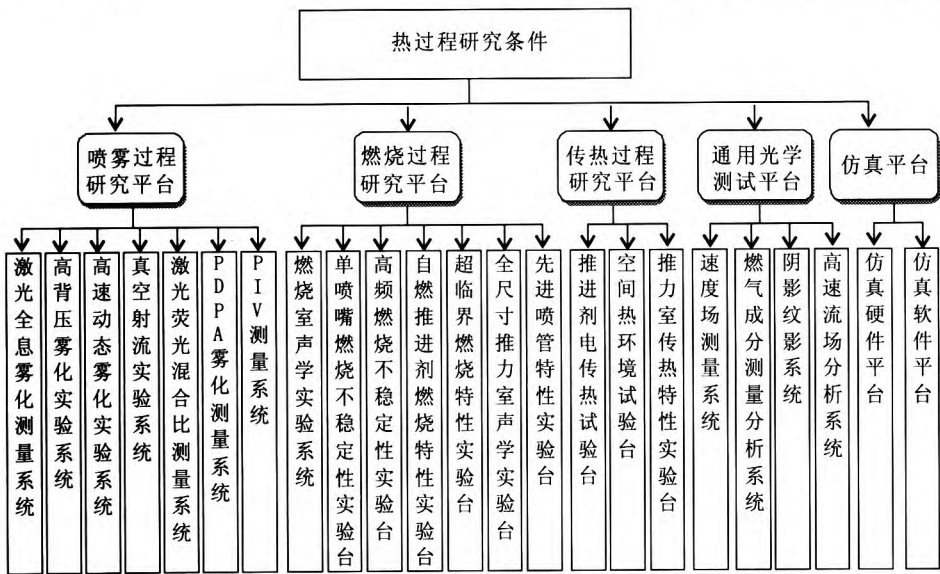 热过程研究条件
喷雾过程
研究平台
燃烧过程
研究平台
传热过程
研究平台
通用光学
测试平台
仿真平台
激光全息雾化测量系统
高背压雾化实验系统
高速动态雾化实验系统
真空射流实验系统
激光荧光混合比测量系统
PDPA雾化测量系统
PIV测量系统
燃烧室声学实验系统
单喷嘴燃烧不稳定性实验台
高频燃烧不稳定性实验台
自燃推进剂燃烧特性实验台
超临界燃烧特性实验台
全尺寸推力室声学实验台
先进喷管特性实验台
推进剂电传热试验台
空间热环境试验台
推力室传热特性实验台
速度场测量系统
燃气成分测量分析系统
阴影纹影系统
高速流场分析系统
仿真硬件平台
仿真软件平台